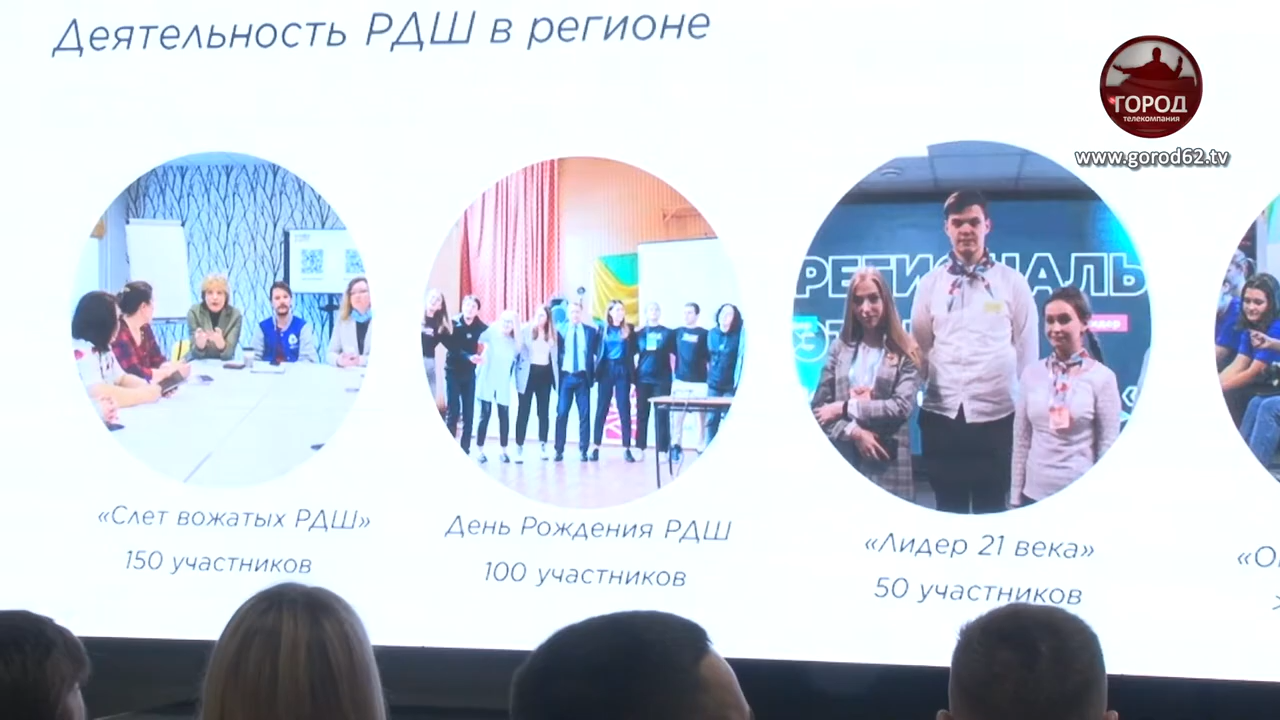 Деятельность РДШ в регионе
ГОРОД
телекомпания
www.gorod62.tv
РЕГИОНАЛЬ
«Слет вожатых РДШ»
150 участников
День Рождения РДШ
100 участников
«Лидер 21 века»
50 участников